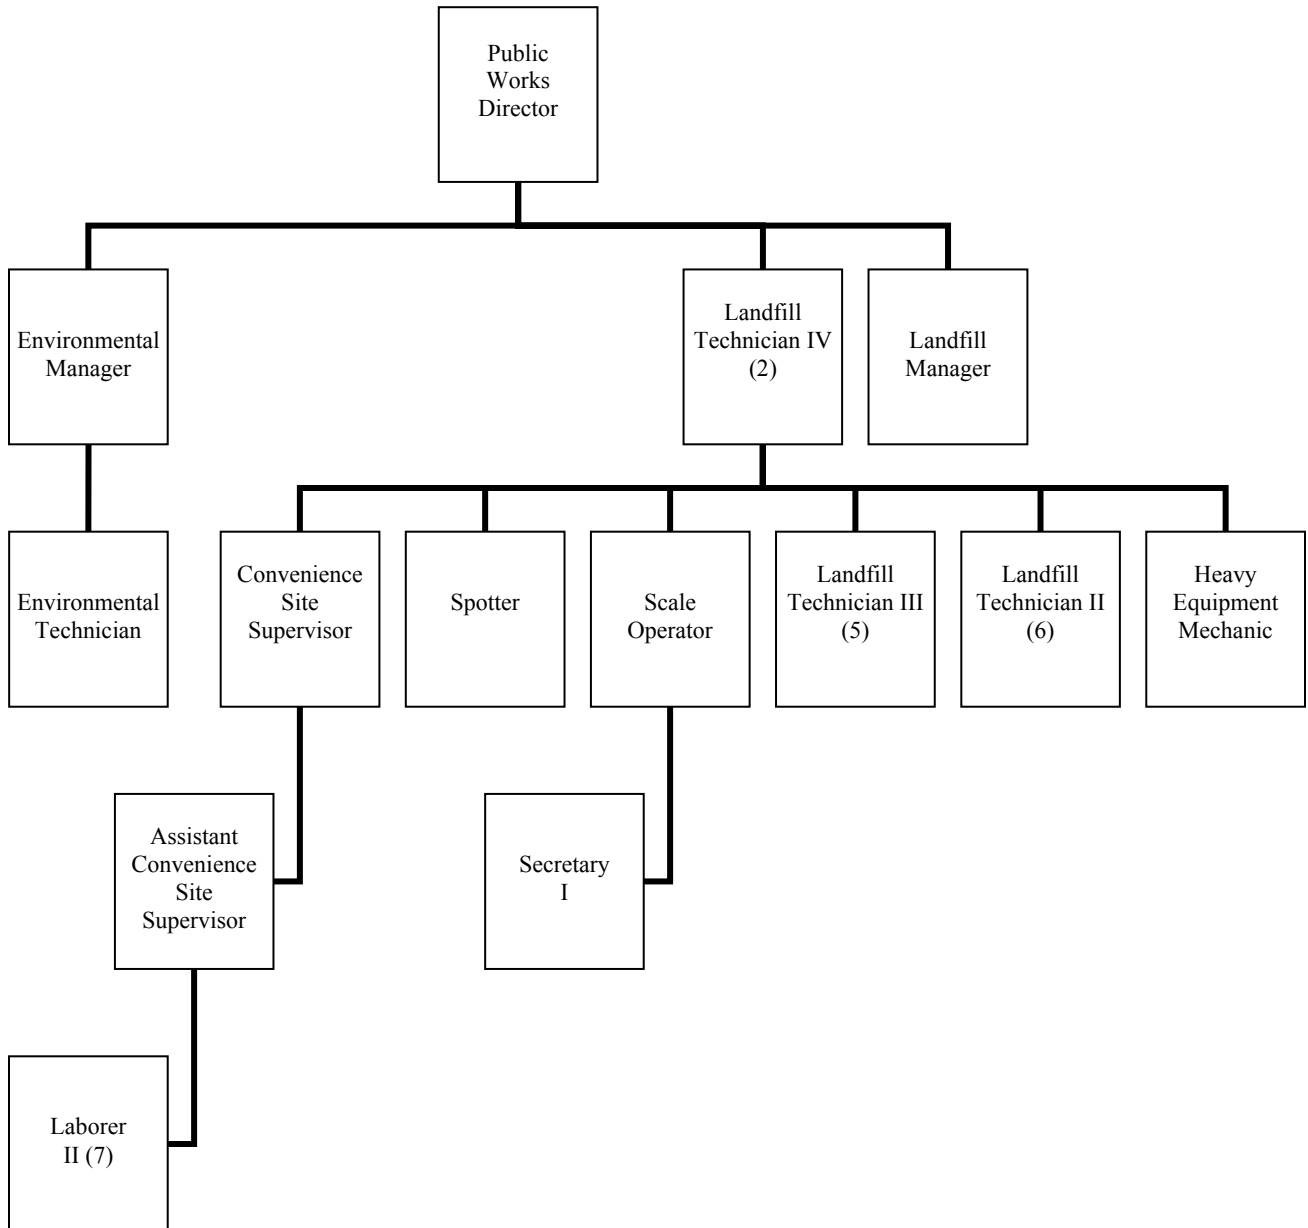 Public
Works
Director
Environmental
Manager
Landfill
Technician IV
(2)
Landfill
Manager
Environmental
Technician
Convenience
Site
Supervisor
Spotter
Scale
Operator
Landfill
Technician III
(5)
Landfill
Technician II
(6)
Heavy
Equipment
Mechanic
Assistant
Convenience
Site
Supervisor
Secretary
I
Laborer
II (7)